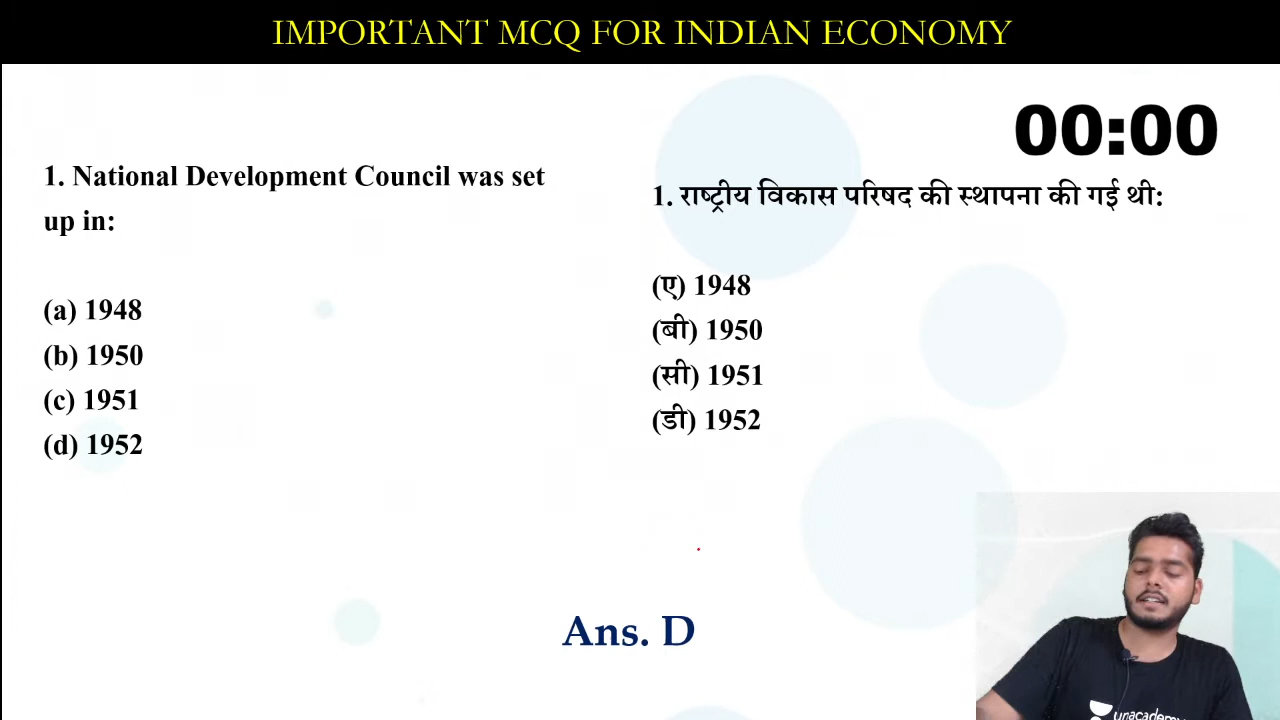 IMPORTANT MCQ FOR INDIAN ECONOMY
00:00
1. National Development Council was set
up in:
(a) 1948
(b) 1950
(c) 1951
(d) 1952
1. राष्ट्रीय विकास परिषद की स्थापना की गई थी:
(ए) 1948
(बी) 1950
(सी) 1951
(डी) 1952
Ans. D
unacademy